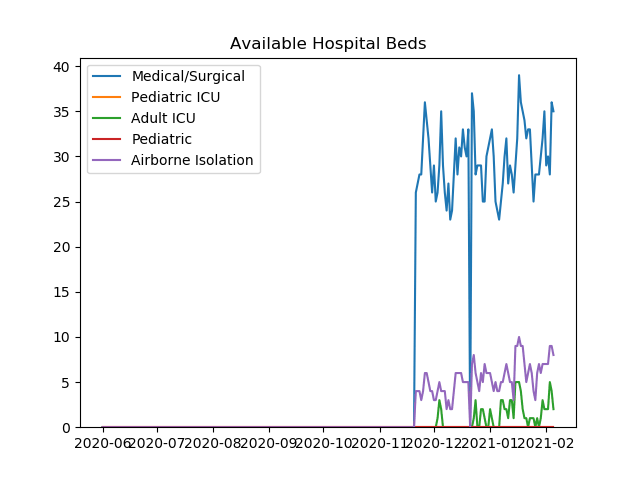 Available Hospital Beds
Medical/Surgical
Pediatric ICU
Adult ICU
Pediatric
Airborne Isolation
40
35
30
25
20
15
10
5
0
2020-06 2020-07 2020-08 2020-09 2020-10 2020-11 2020-12 2021-01 2021-02